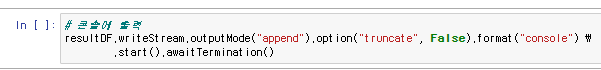 In [ ]: # 콘솔에 출력
resultDF.writeStream.outputMode("append").option("truncate", False).format("console") ₩
.start().awaitTermination()